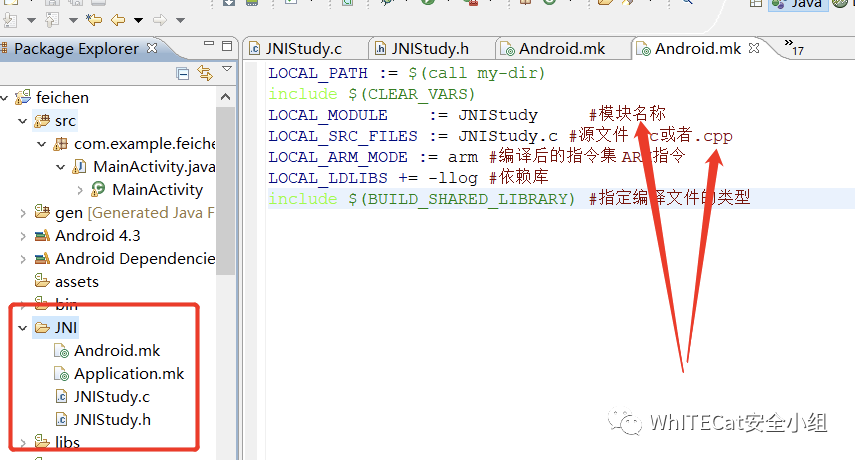 Java
Package Explorer
JNIStudy.c
JNIStudy.h
Android.mk
Android.mk
17
feichen
src
com.example.feiche
MainActivity.java
MainActivity
gen [Generated Java F
Android 4.3
Android Dependencie
assets
bin
JNI
Android.mk
Application.mk
JNIStudy.c
JNIStudy.h
libs
LOCAL_PATH := $(call my-dir)
include $(CLEAR_VARS)
LOCAL_MODULE := JNIStudy #模块名称
LOCAL_SRC_FILES := JNIStudy.c #源文件 .c或者.cpp
LOCAL_ARM_MODE := arm #编译后的指令集 ARM指令
LOCAL_LDLIBS += -llog #依赖库
include $(BUILD_SHARED_LIBRARY) #指定编译文件的类型
WhITECat安全小组